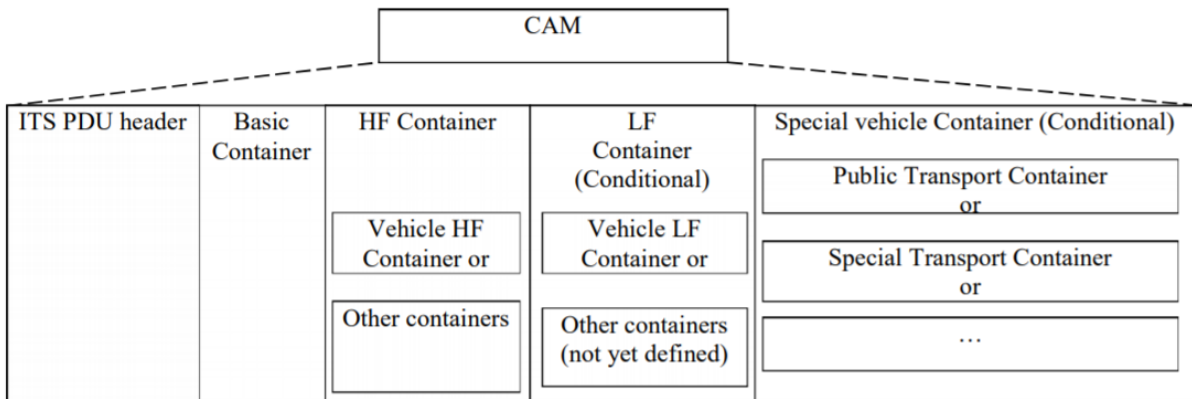 CAM
ITS PDU header
Basic
Container
HF Container
Vehicle HF
Container or
Other containers
LF
Container
(Conditional)
Vehicle LF
Container or
Other containers
(not yet defined)
Special vehicle Container (Conditional)
Public Transport Container
or
Special Transport Container
or
…